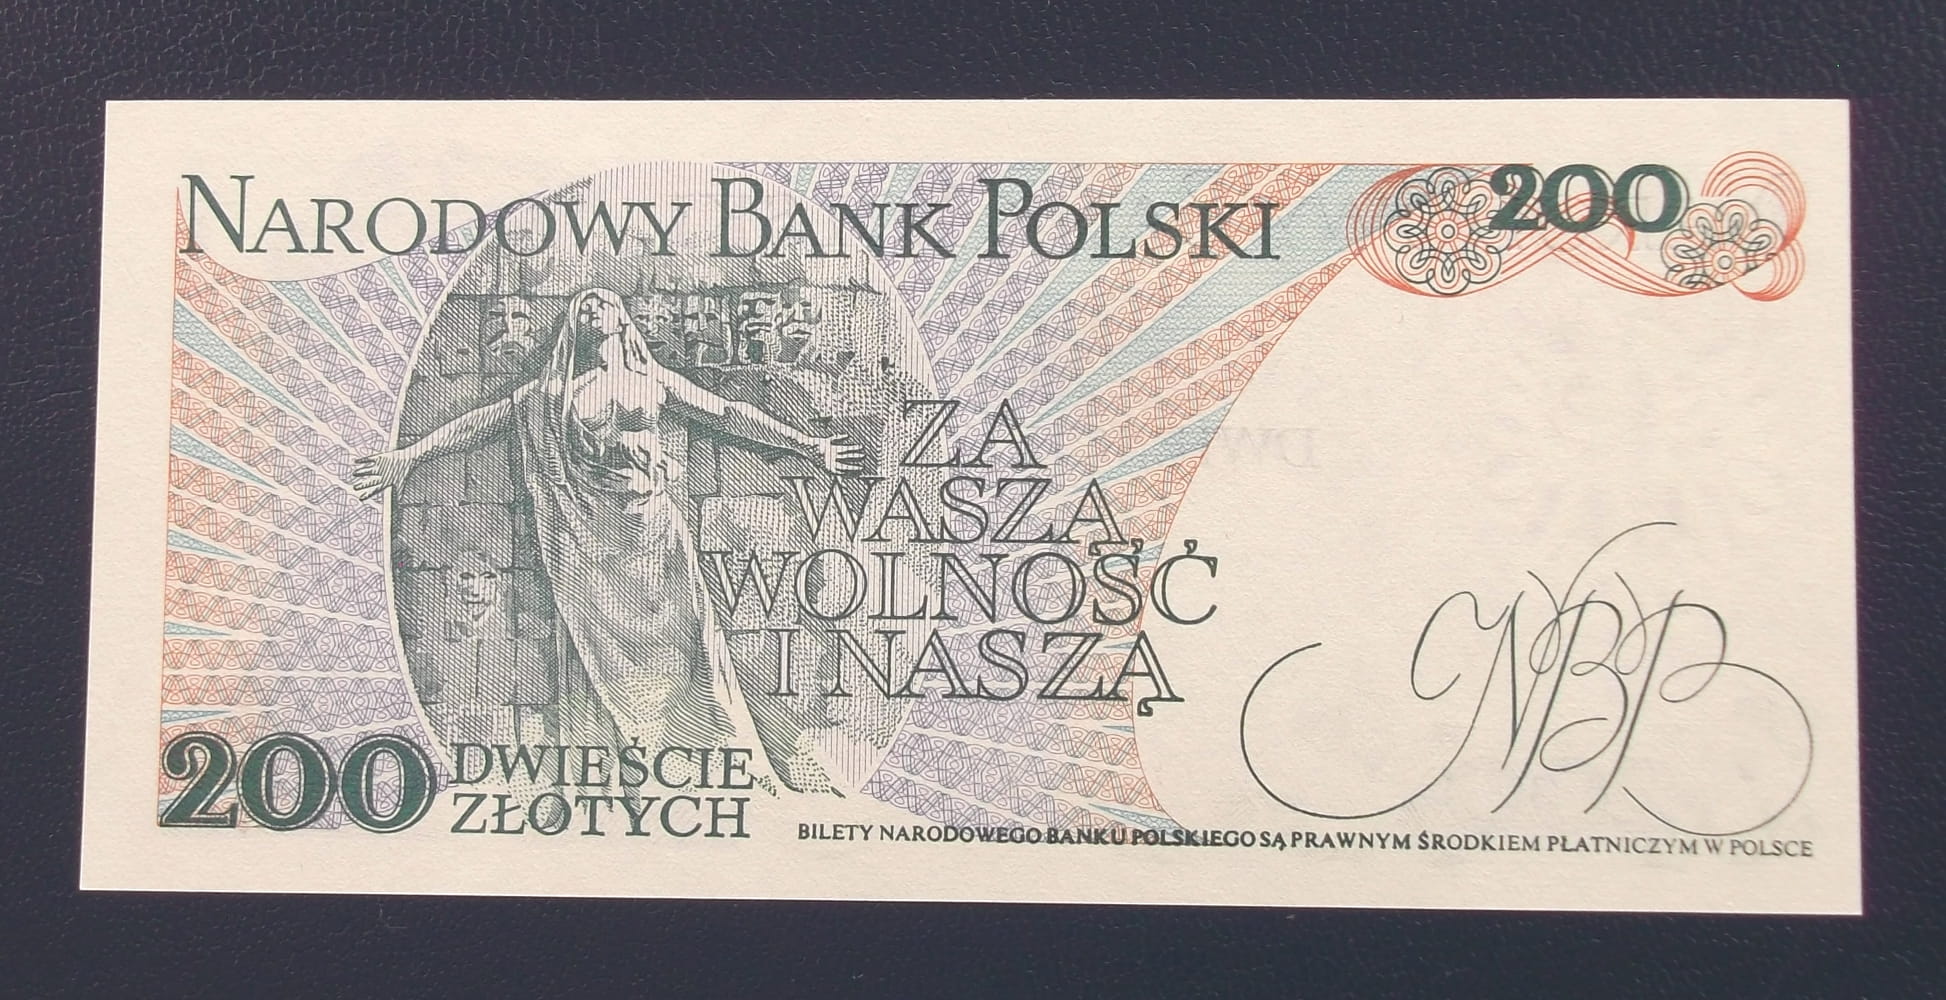 NARODOWY BANK POLSKI
200
ZA
WASZĄ
WOLNOŚĆ
I NASZĄ
NBP
200 DWIEŚCIE
ZŁOTYCH
BILETY NARODOWEGO BANKU POLSKIEGO SĄ PRAWNYM ŚRODKIEM PŁATNICZYM W POLSCE